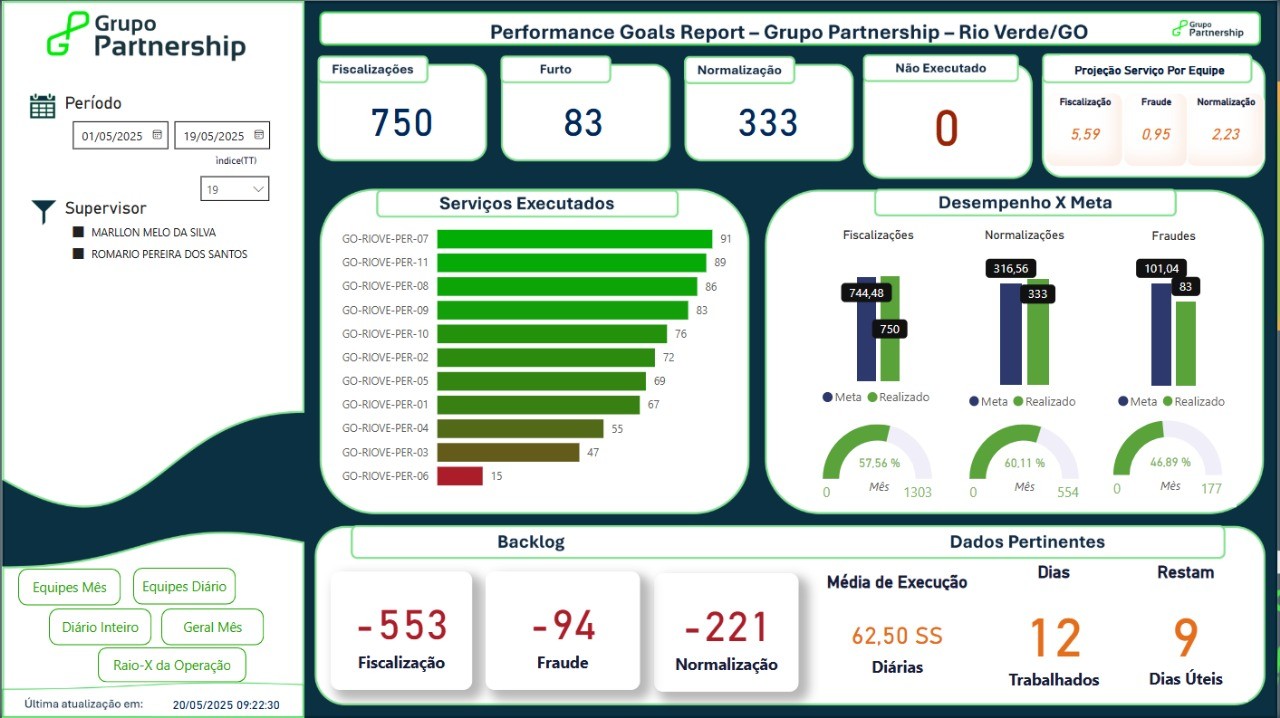 Grupo
Partnership
Período
01/05/2025 19/05/2025
índice(TT)
19
Supervisor
MARLLON MELO DA SILVA
ROMARIO PEREIRA DOS SANTOS
Equipes Mês Equipes Diário
Diário Inteiro Geral Mês
Raio-X da Operação
Última atualização em: 20/05/2025 09:22:30
Performance Goals Report – Grupo Partnership – Rio Verde/GO
Grupo
Partnership
Fiscalizações
750
Furto
83
Normalização
333
Não Executado
0
Projeção Serviço Por Equipe
Fiscalização Fraude Normalização
5,59 0,95 2,23
Serviços Executados
GO-RIOVE-PER-07 91
GO-RIOVE-PER-11 89
GO-RIOVE-PER-08 86
GO-RIOVE-PER-09 83
GO-RIOVE-PER-10 76
GO-RIOVE-PER-02 72
GO-RIOVE-PER-05 69
GO-RIOVE-PER-01 67
GO-RIOVE-PER-04 55
GO-RIOVE-PER-03 47
GO-RIOVE-PER-06 15
Desempenho X Meta
Fiscalizações
744,48
750
Meta Realizado
57,56 %
0 Mês 1303
Normalizações
316,56
333
Meta Realizado
60,11 %
0 Mês 554
Fraudes
101,04
83
Meta Realizado
46,89 %
0 Mês 177
Backlog
-553
Fiscalização
-94
Fraude
-221
Normalização
Dados Pertinentes
Média de Execução
62,50 SS
Diárias
Dias
12
Trabalhados
Restam
9
Dias Úteis